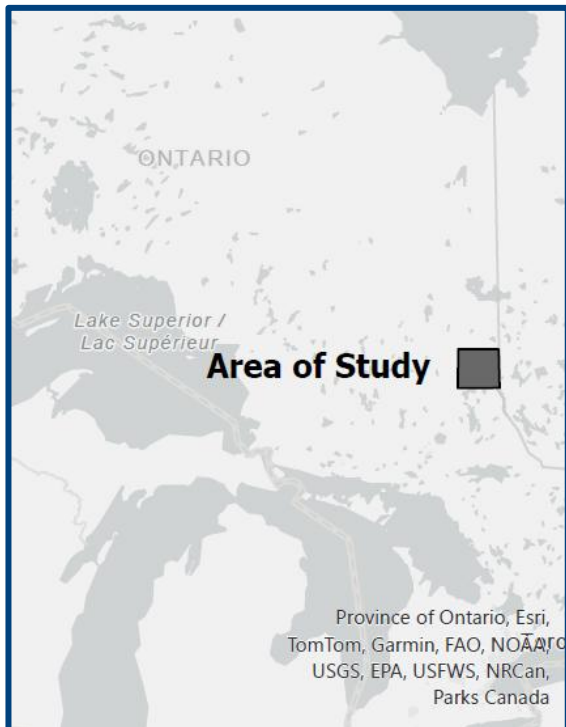 ONTARIO
Lake Superior /
Lac Supérieur
Area of Study
Province of Ontario, Esri,
TomTom, Garmin, FAO, NOAA,
USGS, EPA, USFWS, NRCan,
Parks Canada